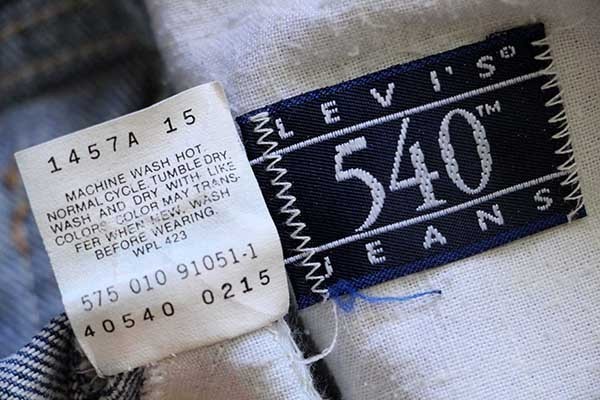 1457A 15
MACHINE WASH HOT
NORMAL CYCLE, TUMBLE DRY.
WASH AND DRY WITH LIKE
COLORS. COLOR MAY TRANS-
FER WHEN NEW. WASH
BEFORE WEARING.
WPL 423
575 010 91051-1
40540 0215
LEVI'S®
540™
JEANS